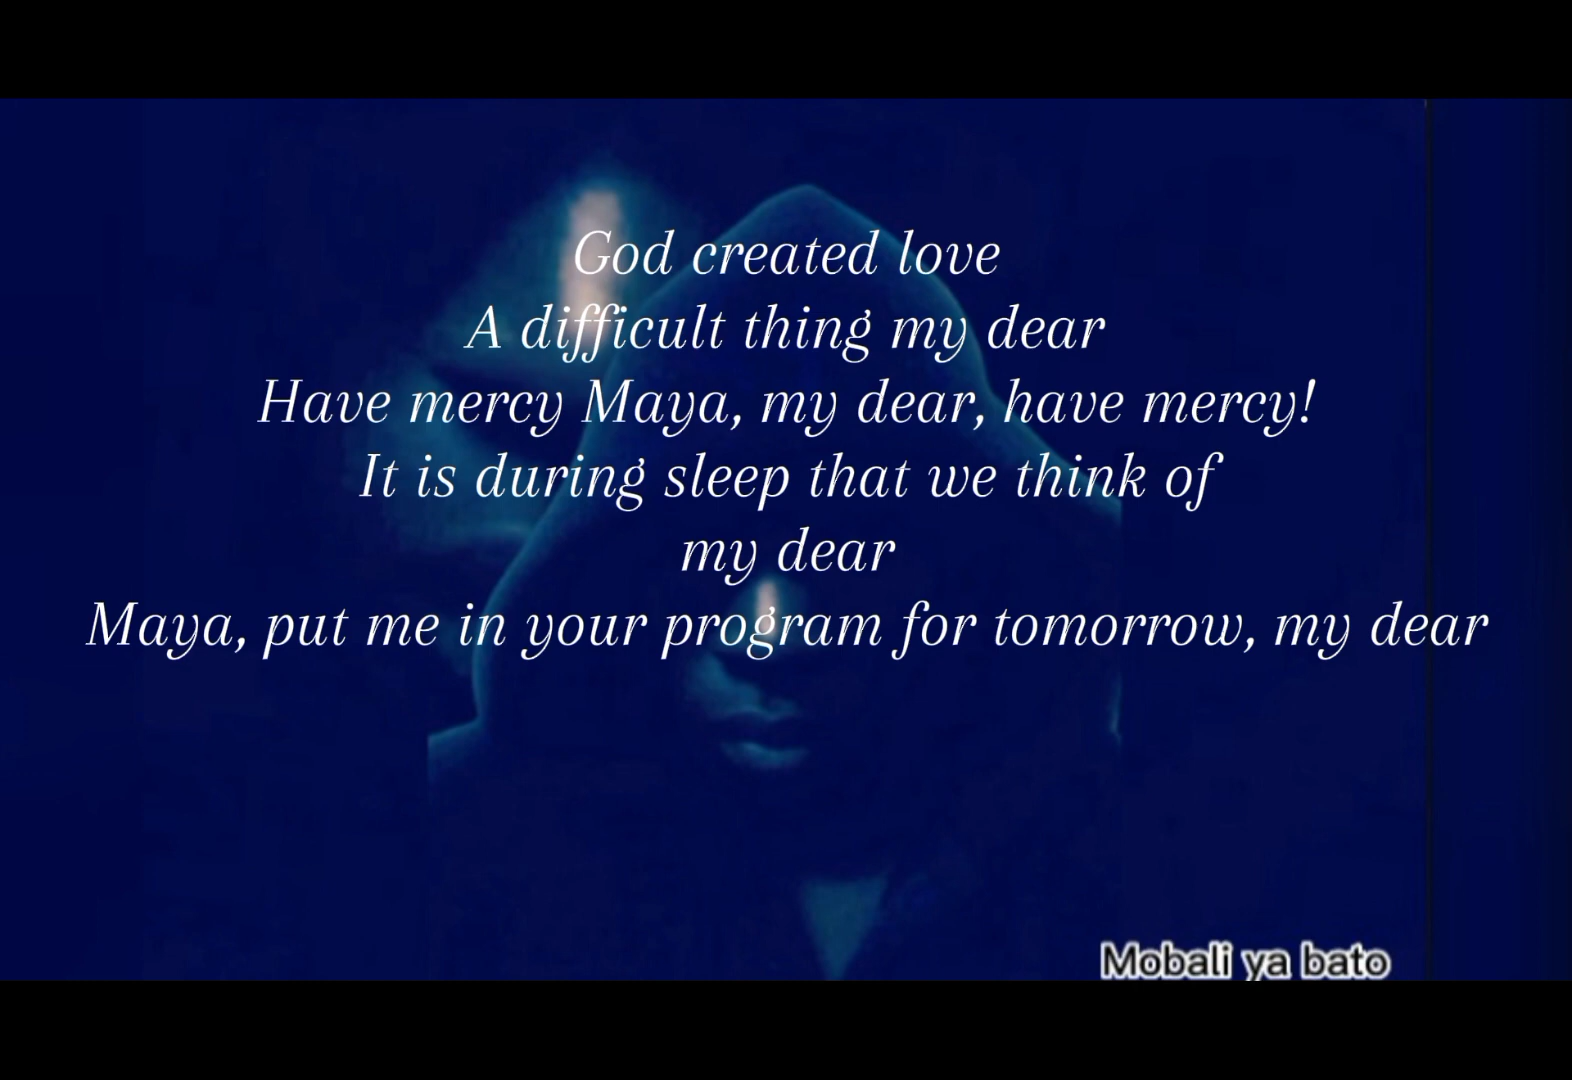 God created love
A difficult thing my dear
Have mercy Maya, my dear, have mercy!
It is during sleep that we think of
my dear
Maya, put me in your program for tomorrow, my dear
Mobali ya bato